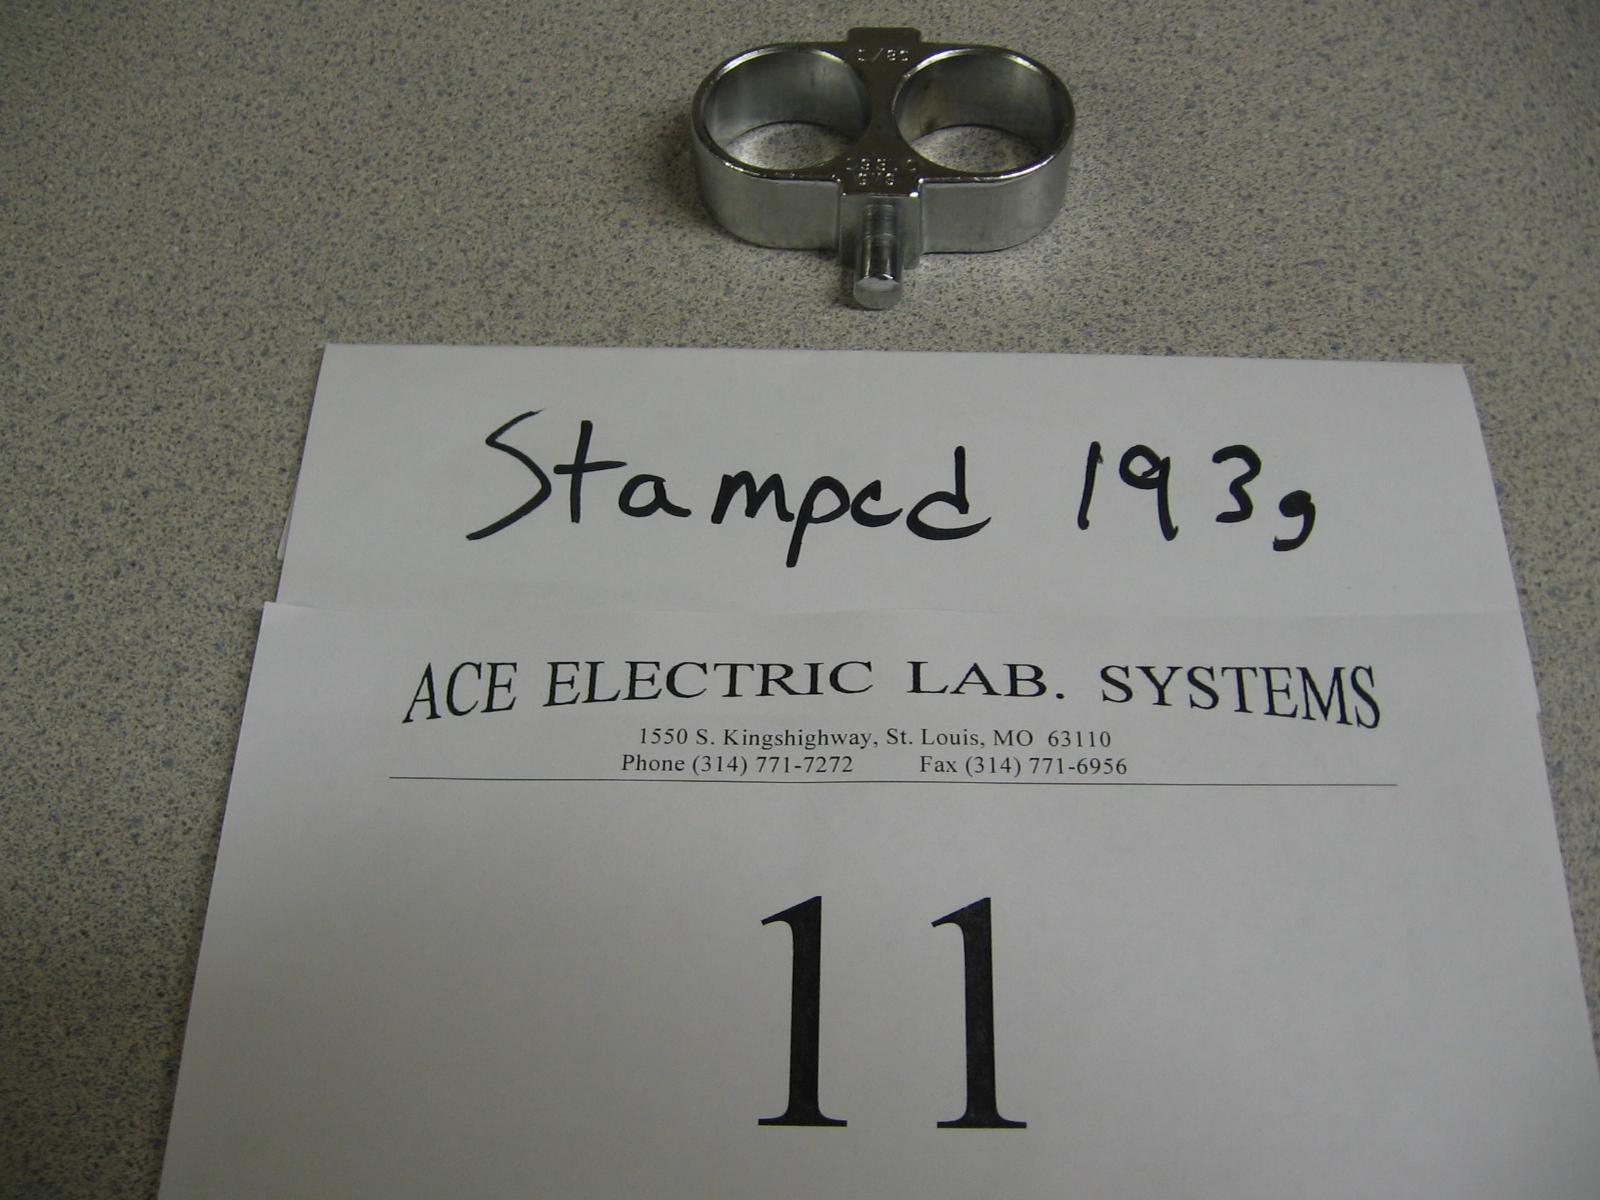 Stamped 193g
ACE ELECTRIC LAB. SYSTEMS
1550 S. Kingshighway, St. Louis, MO 63110
Phone (314) 771-7272 Fax (314) 771-6956
11